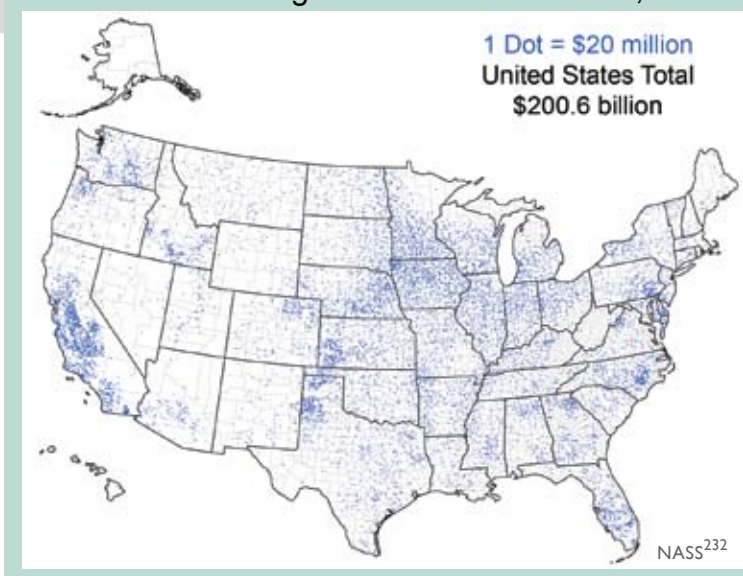 1 Dot = $20 million
United States Total
$200.6 billion
NASS232